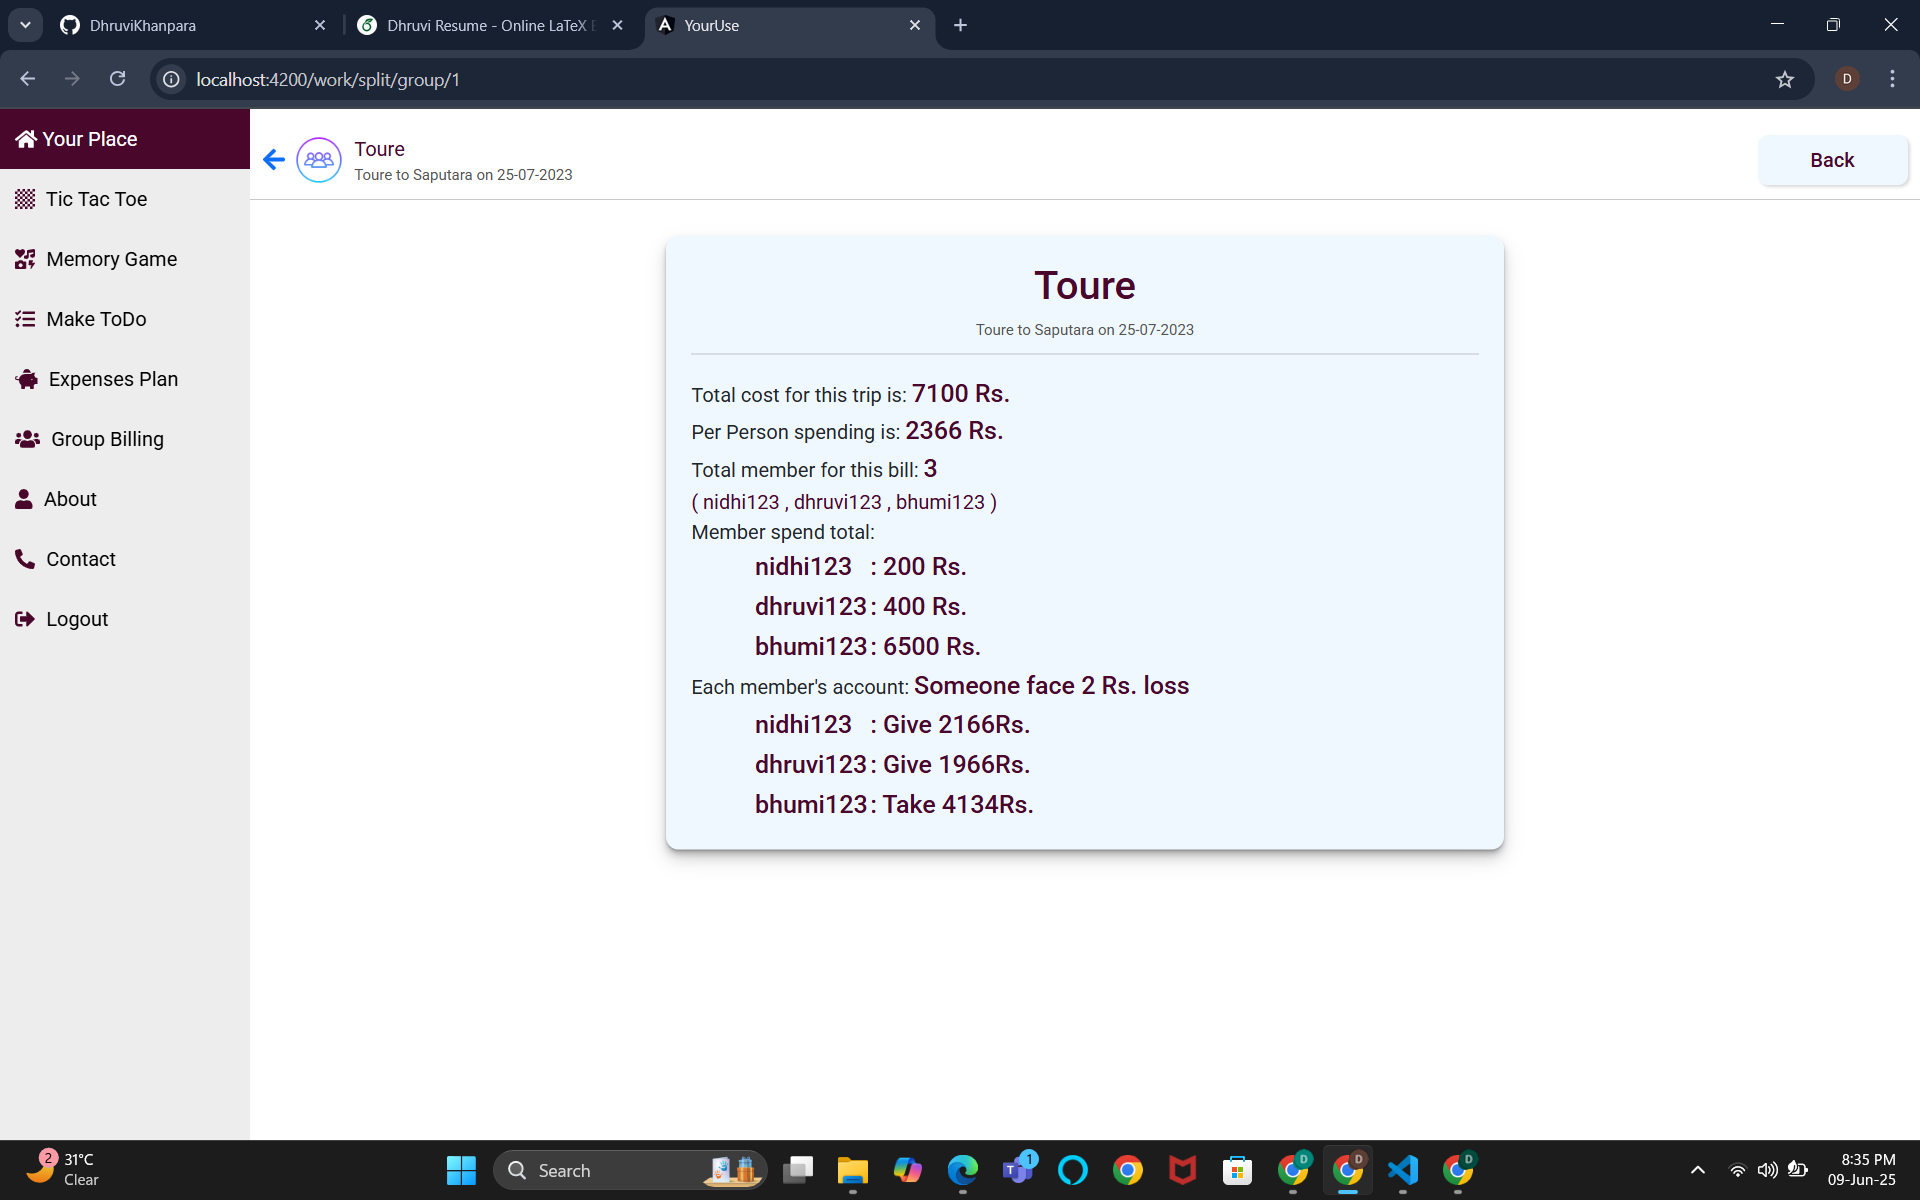 DhruviKhanpara
Dhruvi Resume - Online LaTeX E
YourUse
localhost:4200/work/split/group/1
D
Your Place
Tic Tac Toe
Memory Game
Make ToDo
Expenses Plan
Group Billing
About
Contact
Logout
Toure
Toure to Saputara on 25-07-2023
Back
Toure
Toure to Saputara on 25-07-2023
Total cost for this trip is: 7100 Rs.
Per Person spending is: 2366 Rs.
Total member for this bill: 3
( nidhi123 , dhruvi123 , bhumi123 )
Member spend total:
nidhi123 : 200 Rs.
dhruvi123 : 400 Rs.
bhumi123 : 6500 Rs.
Each member's account: Someone face 2 Rs. loss
nidhi123 : Give 2166Rs.
dhruvi123 : Give 1966Rs.
bhumi123 : Take 4134Rs.
2
31°C
Clear
Search
T
1
D
D
D
8:35 PM
09-Jun-25